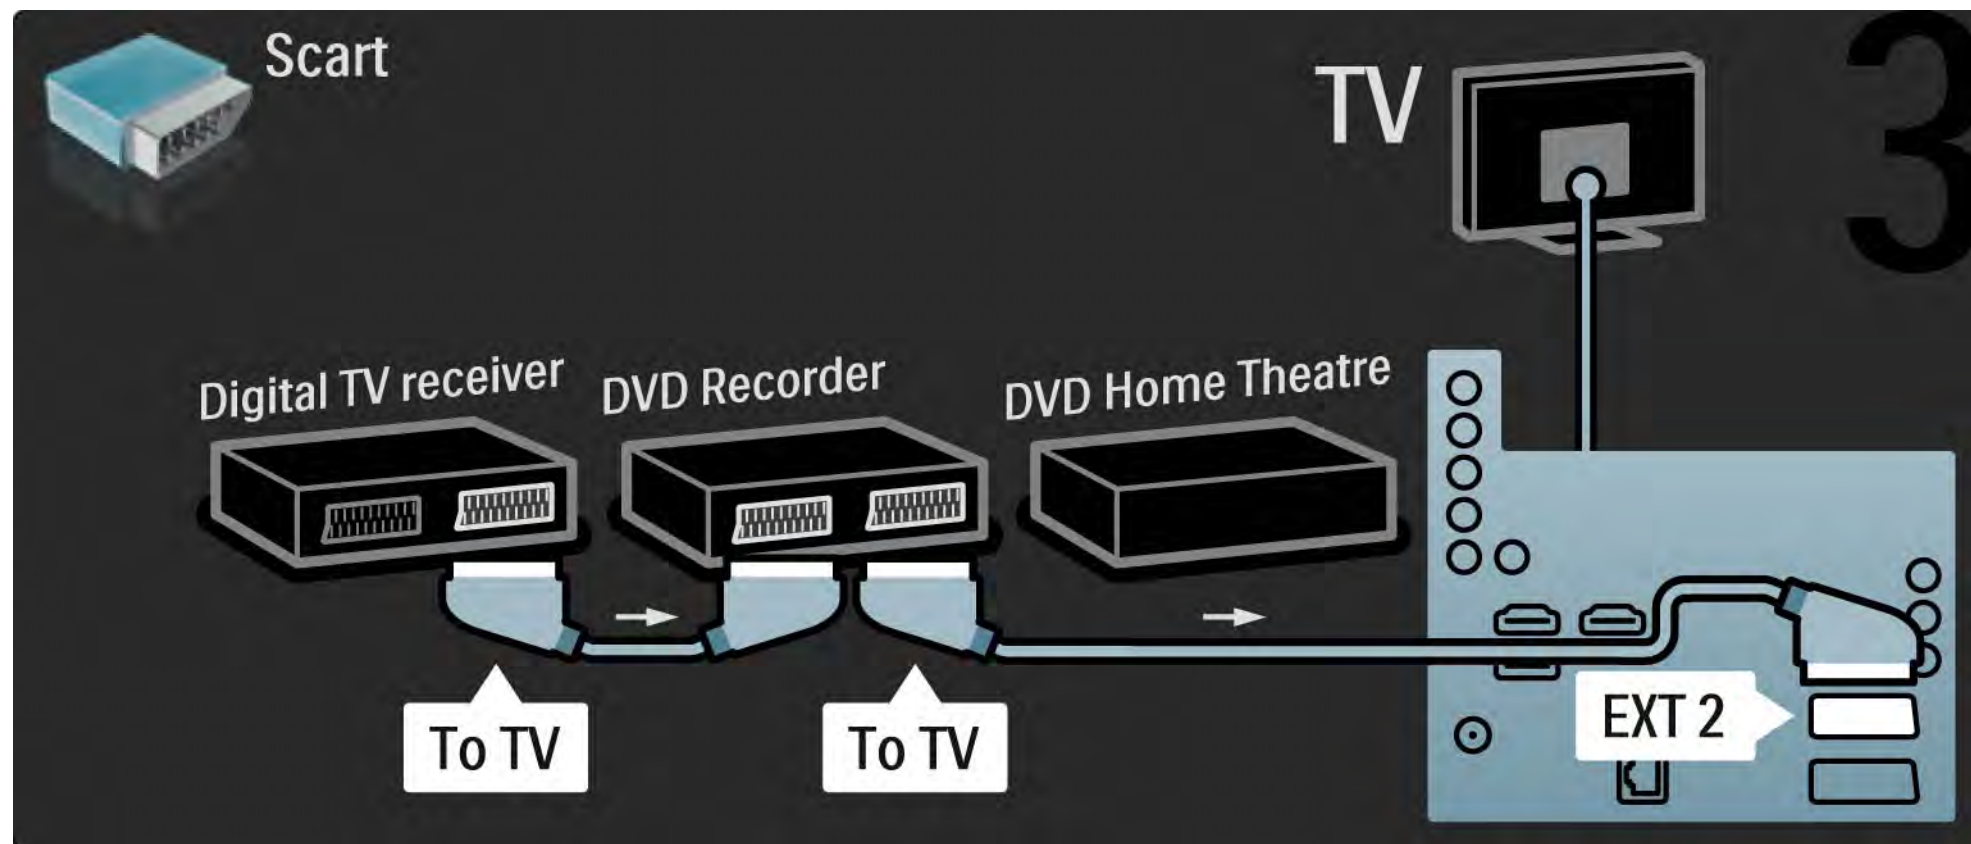 Scart
TV
3
Digital TV receiver
DVD Recorder
DVD Home Theatre
To TV
To TV
EXT 2